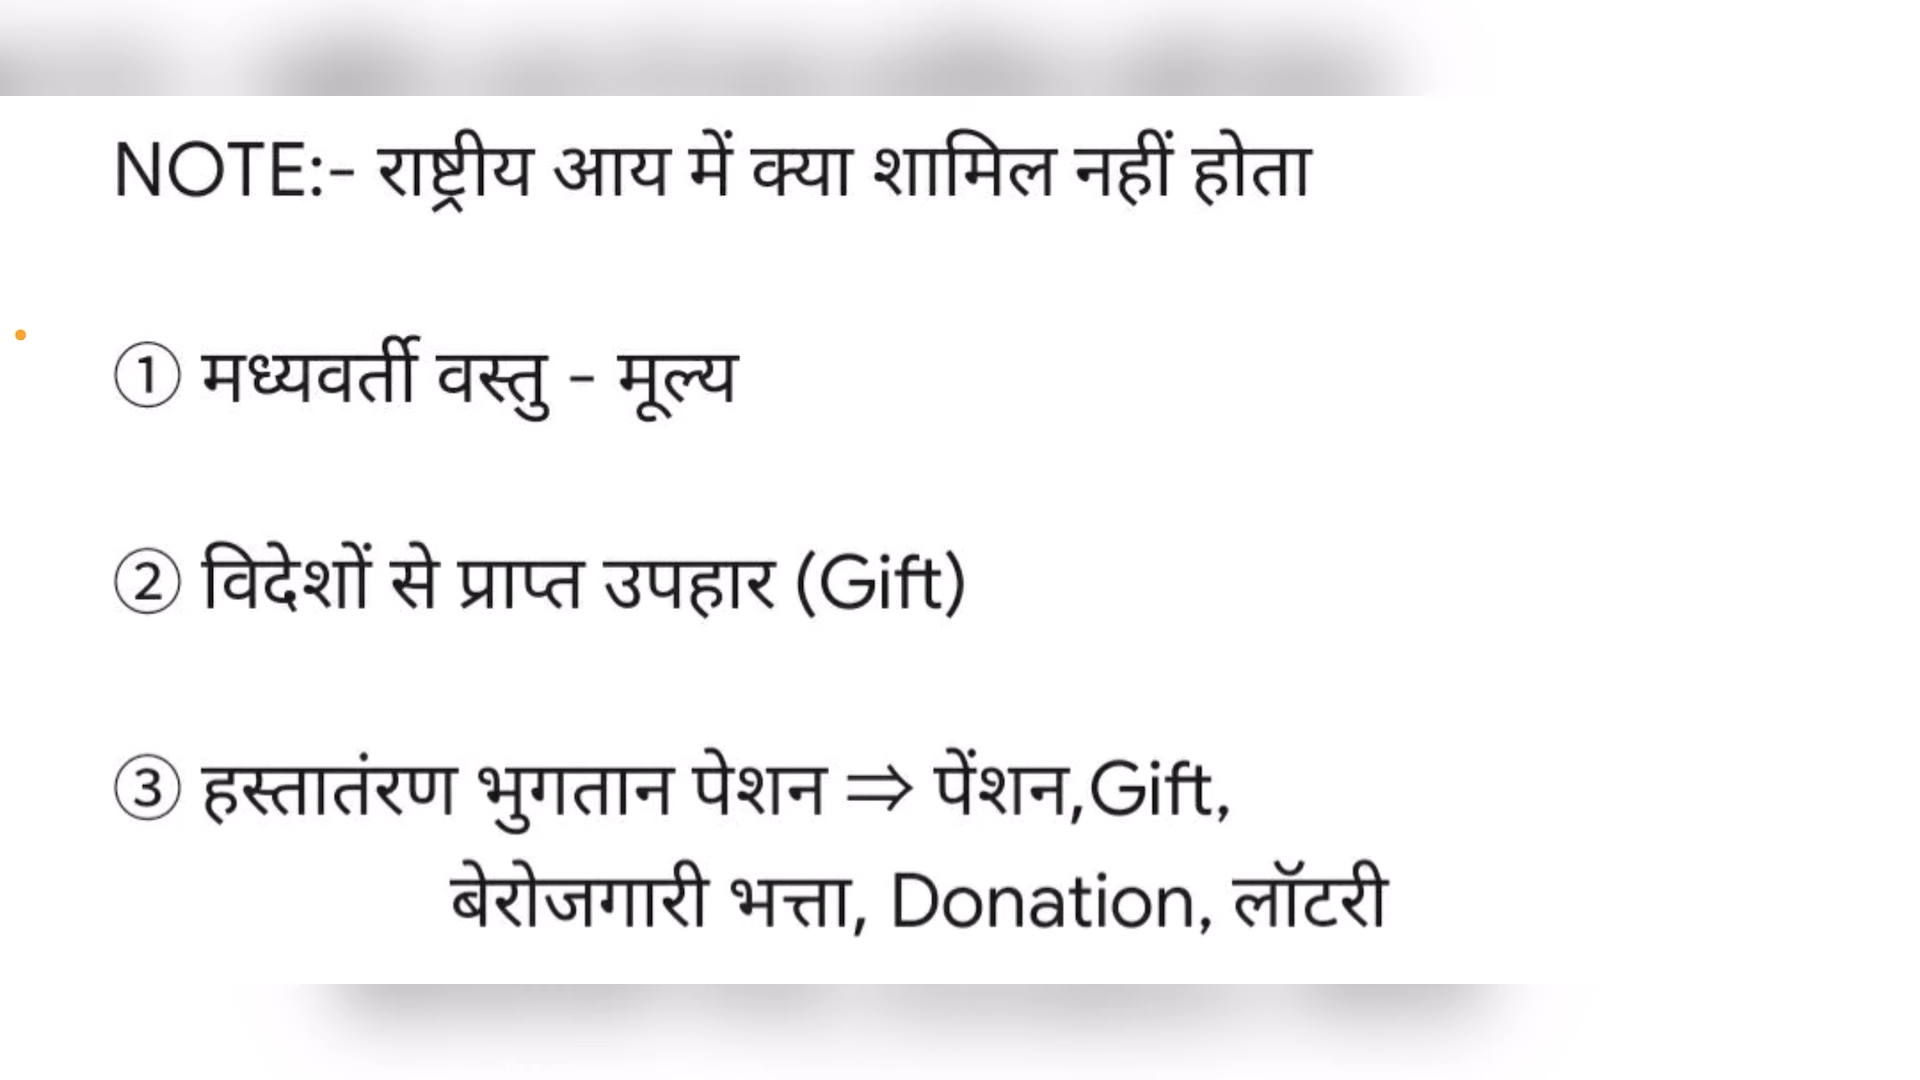 NOTE:- राष्ट्रीय आय में क्या शामिल नहीं होता
① मध्यवर्ती वस्तु - मूल्य
② विदेशों से प्राप्त उपहार (Gift)
③ हस्तातंरण भुगतान पेशन ⇒ पेंशन,Gift,
बेरोजगारी भत्ता, Donation, लॉटरी